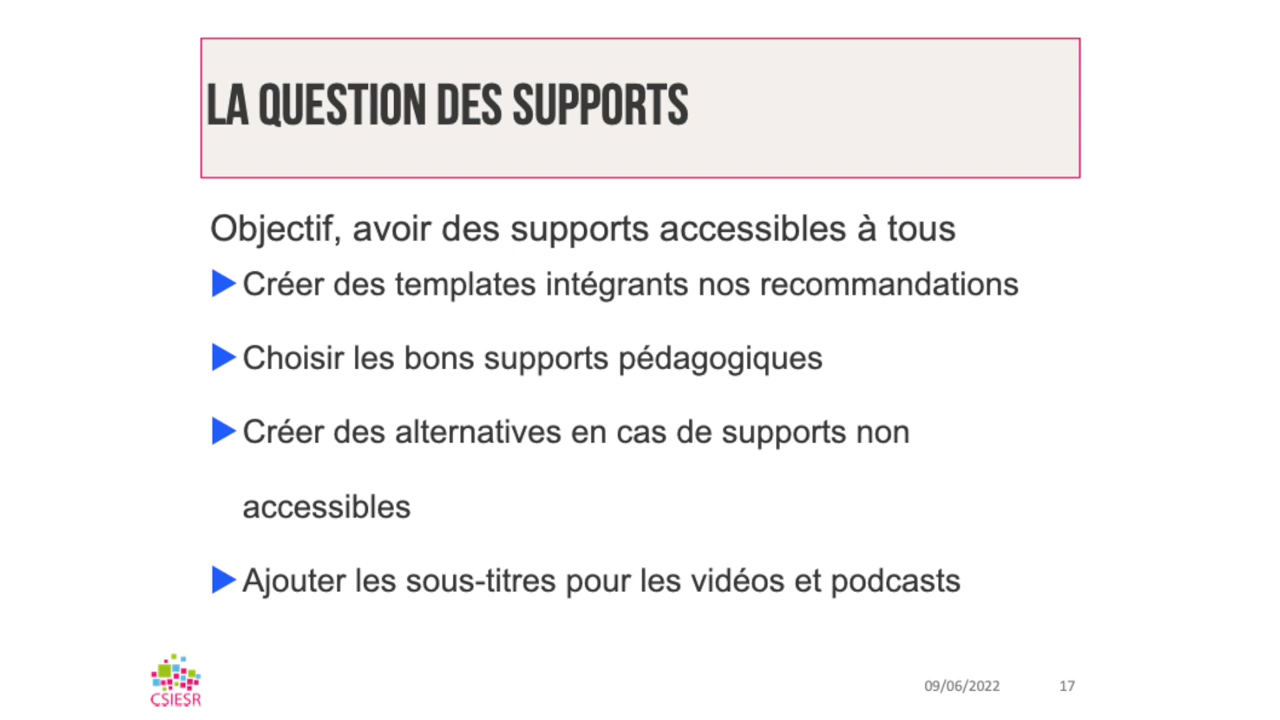 LA QUESTION DES SUPPORTS
Objectif, avoir des supports accessibles à tous
Créer des templates intégrants nos recommandations
Choisir les bons supports pédagogiques
Créer des alternatives en cas de supports non
accessibles
Ajouter les sous-titres pour les vidéos et podcasts
CSIESR
09/06/2022
17